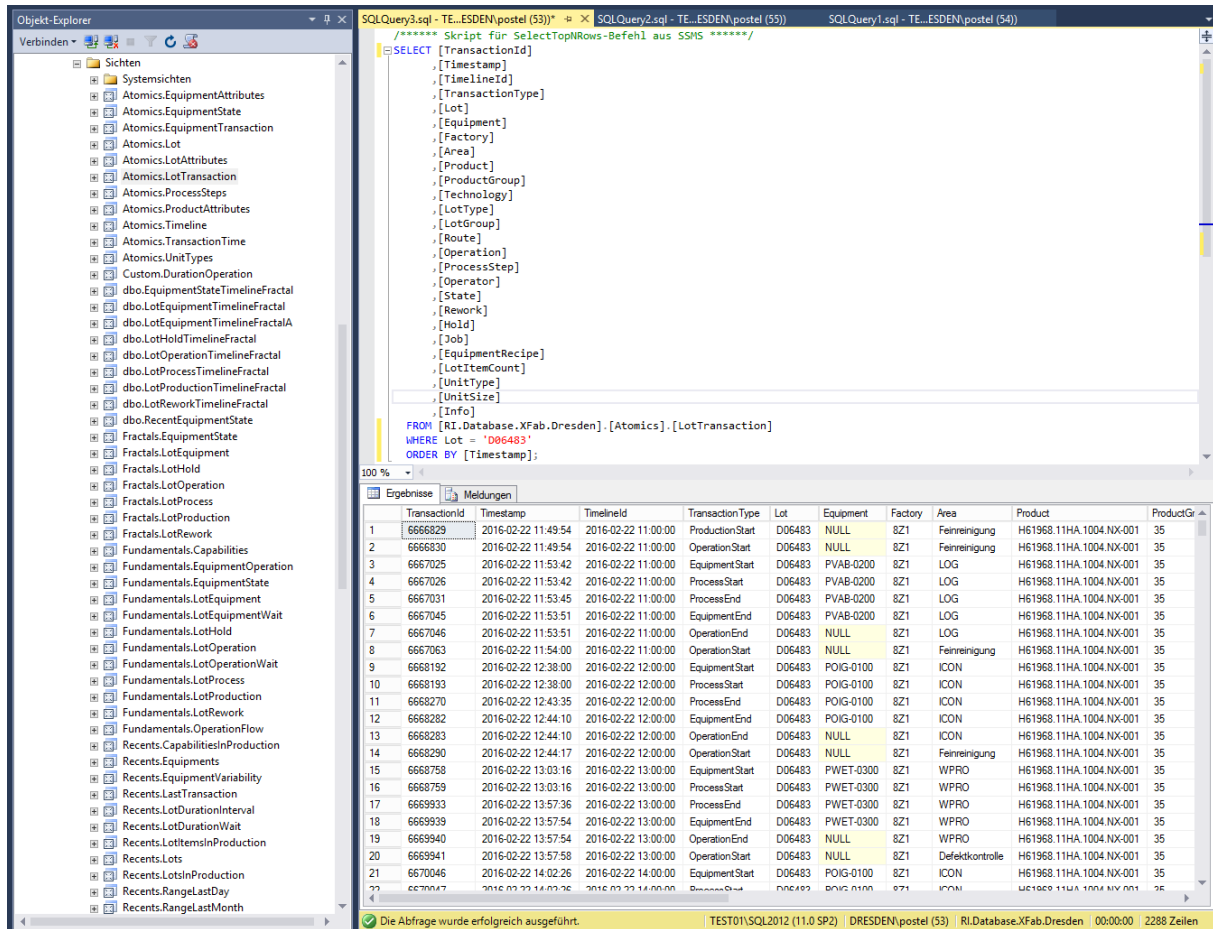 Objekt-Explorer
Verbinden
Sichten
Systemsichten
Atomics.EquipmentAttributes
Atomics.EquipmentState
Atomics.EquipmentTransaction
Atomics.Lot
Atomics.LotAttributes
Atomics.LotTransaction
Atomics.ProcessSteps
Atomics.ProductAttributes
Atomics.Timeline
Atomics.TransactionTime
Atomics.UnitTypes
Custom.DurationOperation
dbo.EquipmentStateTimelineFractal
dbo.LotEquipmentTimelineFractal
dbo.LotEquipmentTimelineFractalA
dbo.LotHoldTimelineFractal
dbo.LotOperationTimelineFractal
dbo.LotProcessTimelineFractal
dbo.LotProductionTimelineFractal
dbo.LotReworkTimelineFractal
dbo.RecentEquipmentState
Fractals.EquipmentState
Fractals.LotEquipment
Fractals.LotHold
Fractals.LotOperation
Fractals.LotProcess
Fractals.LotProduction
Fractals.LotRework
Fundamentals.Capabilities
Fundamentals.EquipmentOperation
Fundamentals.EquipmentState
Fundamentals.LotEquipment
Fundamentals.LotEquipmentWait
Fundamentals.LotHold
Fundamentals.LotOperation
Fundamentals.LotOperationWait
Fundamentals.LotProcess
Fundamentals.LotProduction
Fundamentals.LotRework
Fundamentals.OperationFlow
Recents.CapabilitiesInProduction
Recents.Equipments
Recents.EquipmentVariability
Recents.LastTransaction
Recents.LotDurationInterval
Recents.LotDurationWait
Recents.LotItemsInProduction
Recents.Lots
Recents.LotsInProduction
Recents.RangeLastDay
Recents.RangeLastMonth
SQLQuery3.sql - TE...ESDEN\postel (53))* SQLQuery2.sql - TE...ESDEN\postel (55)) SQLQuery1.sql - TE...ESDEN\postel (54))
/****** Skript für SelectTopNRows-Befehl aus SSMS ******/
SELECT [TransactionId]
,[Timestamp]
,[TimelineId]
,[TransactionType]
,[Lot]
,[Equipment]
,[Factory]
,[Area]
,[Product]
,[ProductGroup]
,[Technology]
,[LotType]
,[LotGroup]
,[Route]
,[Operation]
,[ProcessStep]
,[Operator]
,[State]
,[Rework]
,[Hold]
,[Job]
,[EquipmentRecipe]
,[LotItemCount]
,[UnitType]
,[UnitSize]
,[Info]
FROM [RI.Database.XFab.Dresden].[Atomics].[LotTransaction]
WHERE Lot = 'D06483'
ORDER BY [Timestamp];
100 %
Ergebnisse Meldungen
TransactionId Timestamp TimelineId TransactionType Lot Equipment Factory Area Product ProductGr
1 6666829 2016-02-22 11:49:54 2016-02-22 11:00:00 ProductionStart D06483 NULL 8Z1 Feinreinigung H61968.11HA.1004.NX-001 35
2 6666830 2016-02-22 11:49:54 2016-02-22 11:00:00 OperationStart D06483 NULL 8Z1 Feinreinigung H61968.11HA.1004.NX-001 35
3 6667025 2016-02-22 11:53:42 2016-02-22 11:00:00 EquipmentStart D06483 PVAB-0200 8Z1 LOG H61968.11HA.1004.NX-001 35
4 6667026 2016-02-22 11:53:42 2016-02-22 11:00:00 ProcessStart D06483 PVAB-0200 8Z1 LOG H61968.11HA.1004.NX-001 35
5 6667031 2016-02-22 11:53:45 2016-02-22 11:00:00 ProcessEnd D06483 PVAB-0200 8Z1 LOG H61968.11HA.1004.NX-001 35
6 6667045 2016-02-22 11:53:51 2016-02-22 11:00:00 EquipmentEnd D06483 PVAB-0200 8Z1 LOG H61968.11HA.1004.NX-001 35
7 6667046 2016-02-22 11:53:51 2016-02-22 11:00:00 OperationEnd D06483 NULL 8Z1 LOG H61968.11HA.1004.NX-001 35
8 6667063 2016-02-22 11:54:00 2016-02-22 11:00:00 OperationStart D06483 NULL 8Z1 Feinreinigung H61968.11HA.1004.NX-001 35
9 6668192 2016-02-22 12:38:00 2016-02-22 12:00:00 EquipmentStart D06483 POIG-0100 8Z1 ICON H61968.11HA.1004.NX-001 35
10 6668193 2016-02-22 12:38:00 2016-02-22 12:00:00 ProcessStart D06483 POIG-0100 8Z1 ICON H61968.11HA.1004.NX-001 35
11 6668270 2016-02-22 12:43:35 2016-02-22 12:00:00 ProcessEnd D06483 POIG-0100 8Z1 ICON H61968.11HA.1004.NX-001 35
12 6668282 2016-02-22 12:44:10 2016-02-22 12:00:00 EquipmentEnd D06483 POIG-0100 8Z1 ICON H61968.11HA.1004.NX-001 35
13 6668283 2016-02-22 12:44:10 2016-02-22 12:00:00 OperationEnd D06483 NULL 8Z1 ICON H61968.11HA.1004.NX-001 35
14 6668290 2016-02-22 12:44:17 2016-02-22 12:00:00 OperationStart D06483 NULL 8Z1 Feinreinigung H61968.11HA.1004.NX-001 35
15 6668758 2016-02-22 13:03:16 2016-02-22 13:00:00 EquipmentStart D06483 PWET-0300 8Z1 WPRO H61968.11HA.1004.NX-001 35
16 6668759 2016-02-22 13:03:16 2016-02-22 13:00:00 ProcessStart D06483 PWET-0300 8Z1 WPRO H61968.11HA.1004.NX-001 35
17 6669933 2016-02-22 13:57:36 2016-02-22 13:00:00 ProcessEnd D06483 PWET-0300 8Z1 WPRO H61968.11HA.1004.NX-001 35
18 6669939 2016-02-22 13:57:54 2016-02-22 13:00:00 EquipmentEnd D06483 PWET-0300 8Z1 WPRO H61968.11HA.1004.NX-001 35
19 6669940 2016-02-22 13:57:54 2016-02-22 13:00:00 OperationEnd D06483 NULL 8Z1 WPRO H61968.11HA.1004.NX-001 35
20 6669941 2016-02-22 13:57:58 2016-02-22 13:00:00 OperationStart D06483 NULL 8Z1 Defektkontrolle H61968.11HA.1004.NX-001 35
21 6670046 2016-02-22 14:02:26 2016-02-22 14:00:00 EquipmentStart D06483 POIG-0100 8Z1 ICON H61968.11HA.1004.NX-001 35
22 6670047 2016-02-22 14:02:26 2016-02-22 14:00:00 ProcessStart D06483 POIG-0100 8Z1 ICON H61968.11HA.1004.NX-001 35
Die Abfrage wurde erfolgreich ausgeführt. TEST01\SQL2012 (11.0 SP2) DRESDEN\postel (53) RI.Database.XFab.Dresden 00:00:00 2288 Zeilen